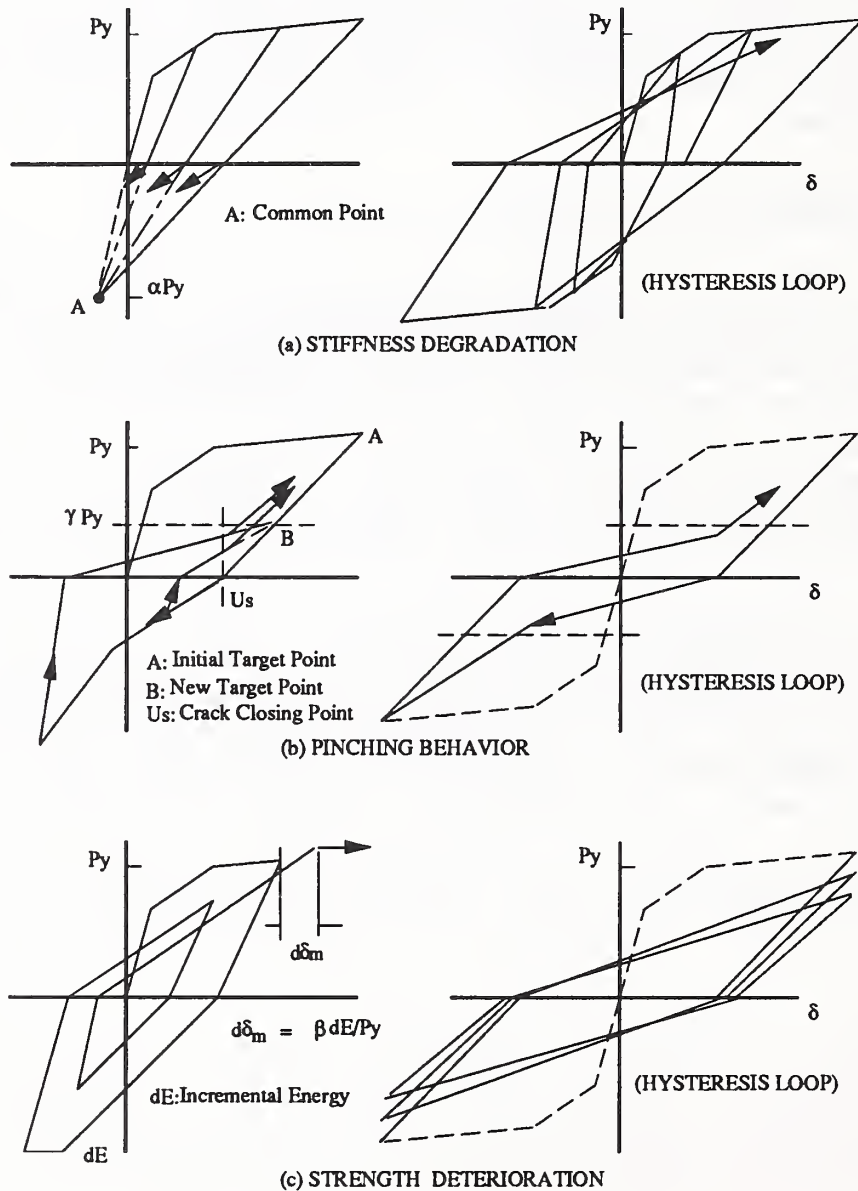 Py
Py
A: Common Point
δ
A
αPy
(HYSTERESIS LOOP)
(a) STIFFNESS DEGRADATION
Py
A
Py
γ Py
B
Us
δ
A: Initial Target Point
B: New Target Point
Us: Crack Closing Point
(HYSTERESIS LOOP)
(b) PINCHING BEHAVIOR
Py
Py
dδm
δ
dδm = β dE/Py
dE:Incremental Energy
(HYSTERESIS LOOP)
dE
(c) STRENGTH DETERIORATION